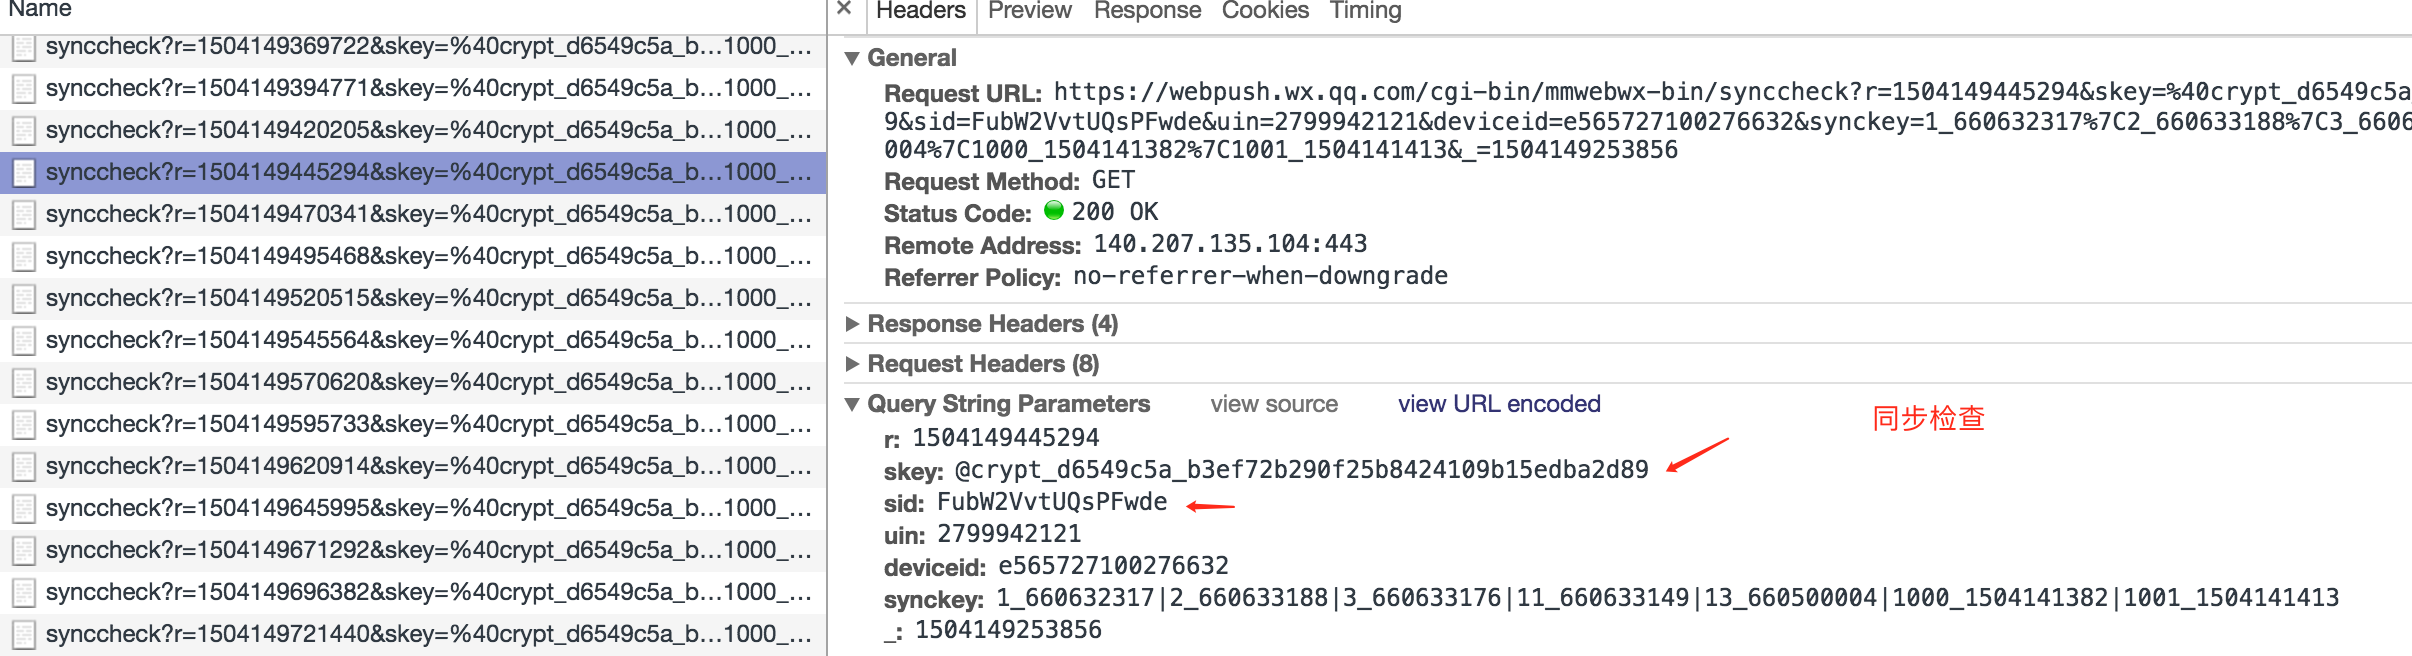 Name
synccheck?r=1504149369722&skey=%40crypt_d6549c5a_b…1000_…
synccheck?r=1504149394771&skey=%40crypt_d6549c5a_b…1000_…
synccheck?r=1504149420205&skey=%40crypt_d6549c5a_b…1000_…
synccheck?r=1504149445294&skey=%40crypt_d6549c5a_b…1000_…
synccheck?r=1504149470341&skey=%40crypt_d6549c5a_b…1000_…
synccheck?r=1504149495468&skey=%40crypt_d6549c5a_b…1000_…
synccheck?r=1504149520515&skey=%40crypt_d6549c5a_b…1000_…
synccheck?r=1504149545564&skey=%40crypt_d6549c5a_b…1000_…
synccheck?r=1504149570620&skey=%40crypt_d6549c5a_b…1000_…
synccheck?r=1504149595733&skey=%40crypt_d6549c5a_b…1000_…
synccheck?r=1504149620914&skey=%40crypt_d6549c5a_b…1000_…
synccheck?r=1504149645995&skey=%40crypt_d6549c5a_b…1000_…
synccheck?r=1504149671292&skey=%40crypt_d6549c5a_b…1000_…
synccheck?r=1504149696382&skey=%40crypt_d6549c5a_b…1000_…
synccheck?r=1504149721440&skey=%40crypt_d6549c5a_b…1000_…
× Headers Preview Response Cookies Timing
General
Request URL: https://webpush.wx.qq.com/cgi-bin/mmwebwx-bin/synccheck?r=1504149445294&skey=%40crypt_d6549c5a
9&sid=FubW2VvtUQsPFwde&uin=2799942121&deviceid=e565727100276632&synckey=1_660632317%7C2_660633188%7C3_6606
004%7C1000_1504141382%7C1001_1504141413&_=1504149253856
Request Method: GET
Status Code: 200 OK
Remote Address: 140.207.135.104:443
Referrer Policy: no-referrer-when-downgrade
Response Headers (4)
Request Headers (8)
Query String Parameters view source view URL encoded
同步检查
r: 1504149445294
skey: @crypt_d6549c5a_b3ef72b290f25b8424109b15edba2d89
sid: FubW2VvtUQsPFwde
uin: 2799942121
deviceid: e565727100276632
synckey: 1_660632317|2_660633188|3_660633176|11_660633149|13_660500004|1000_1504141382|1001_1504141413
_: 1504149253856